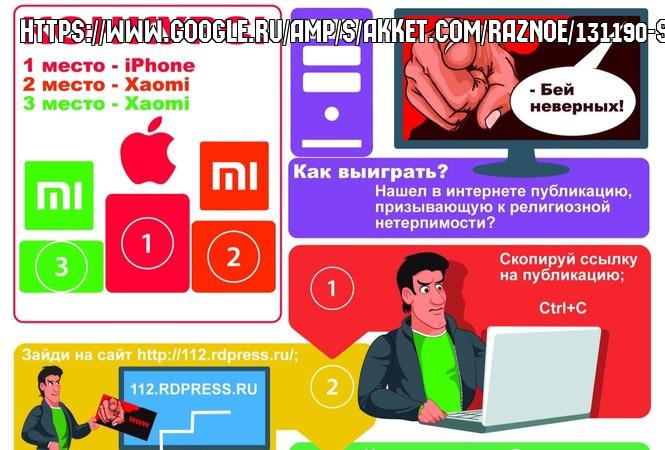 HTTPS://WWW.GOOGLE.RU/AMP/S/AKKET.COM/RAZNOE/131190-S
1 место - iPhone
2 место - Xaomi
3 место - Xaomi
- Бей
неверных!
mi
mi
1
2
3
Как выиграть?
Нашел в интернете публикацию,
призывающую к религиозной
нетерпимости?
1
Скопируй ссылку
на публикацию;
Ctrl+C
Зайди на сайт http://112.rdpress.ru/;
112.RDPRESS.RU
www
2